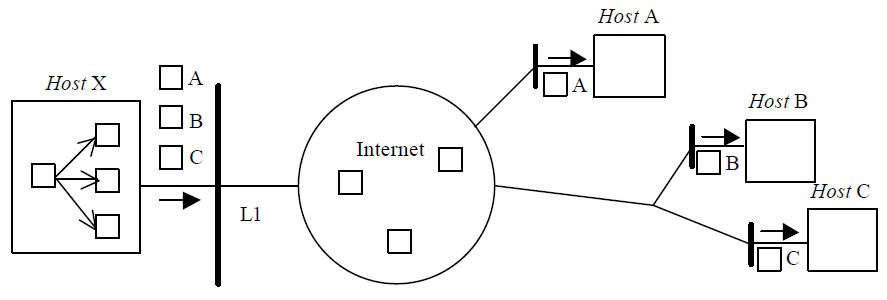 Host X
A
B
C
L1
Internet
Host A
A
Host B
B
Host C
C